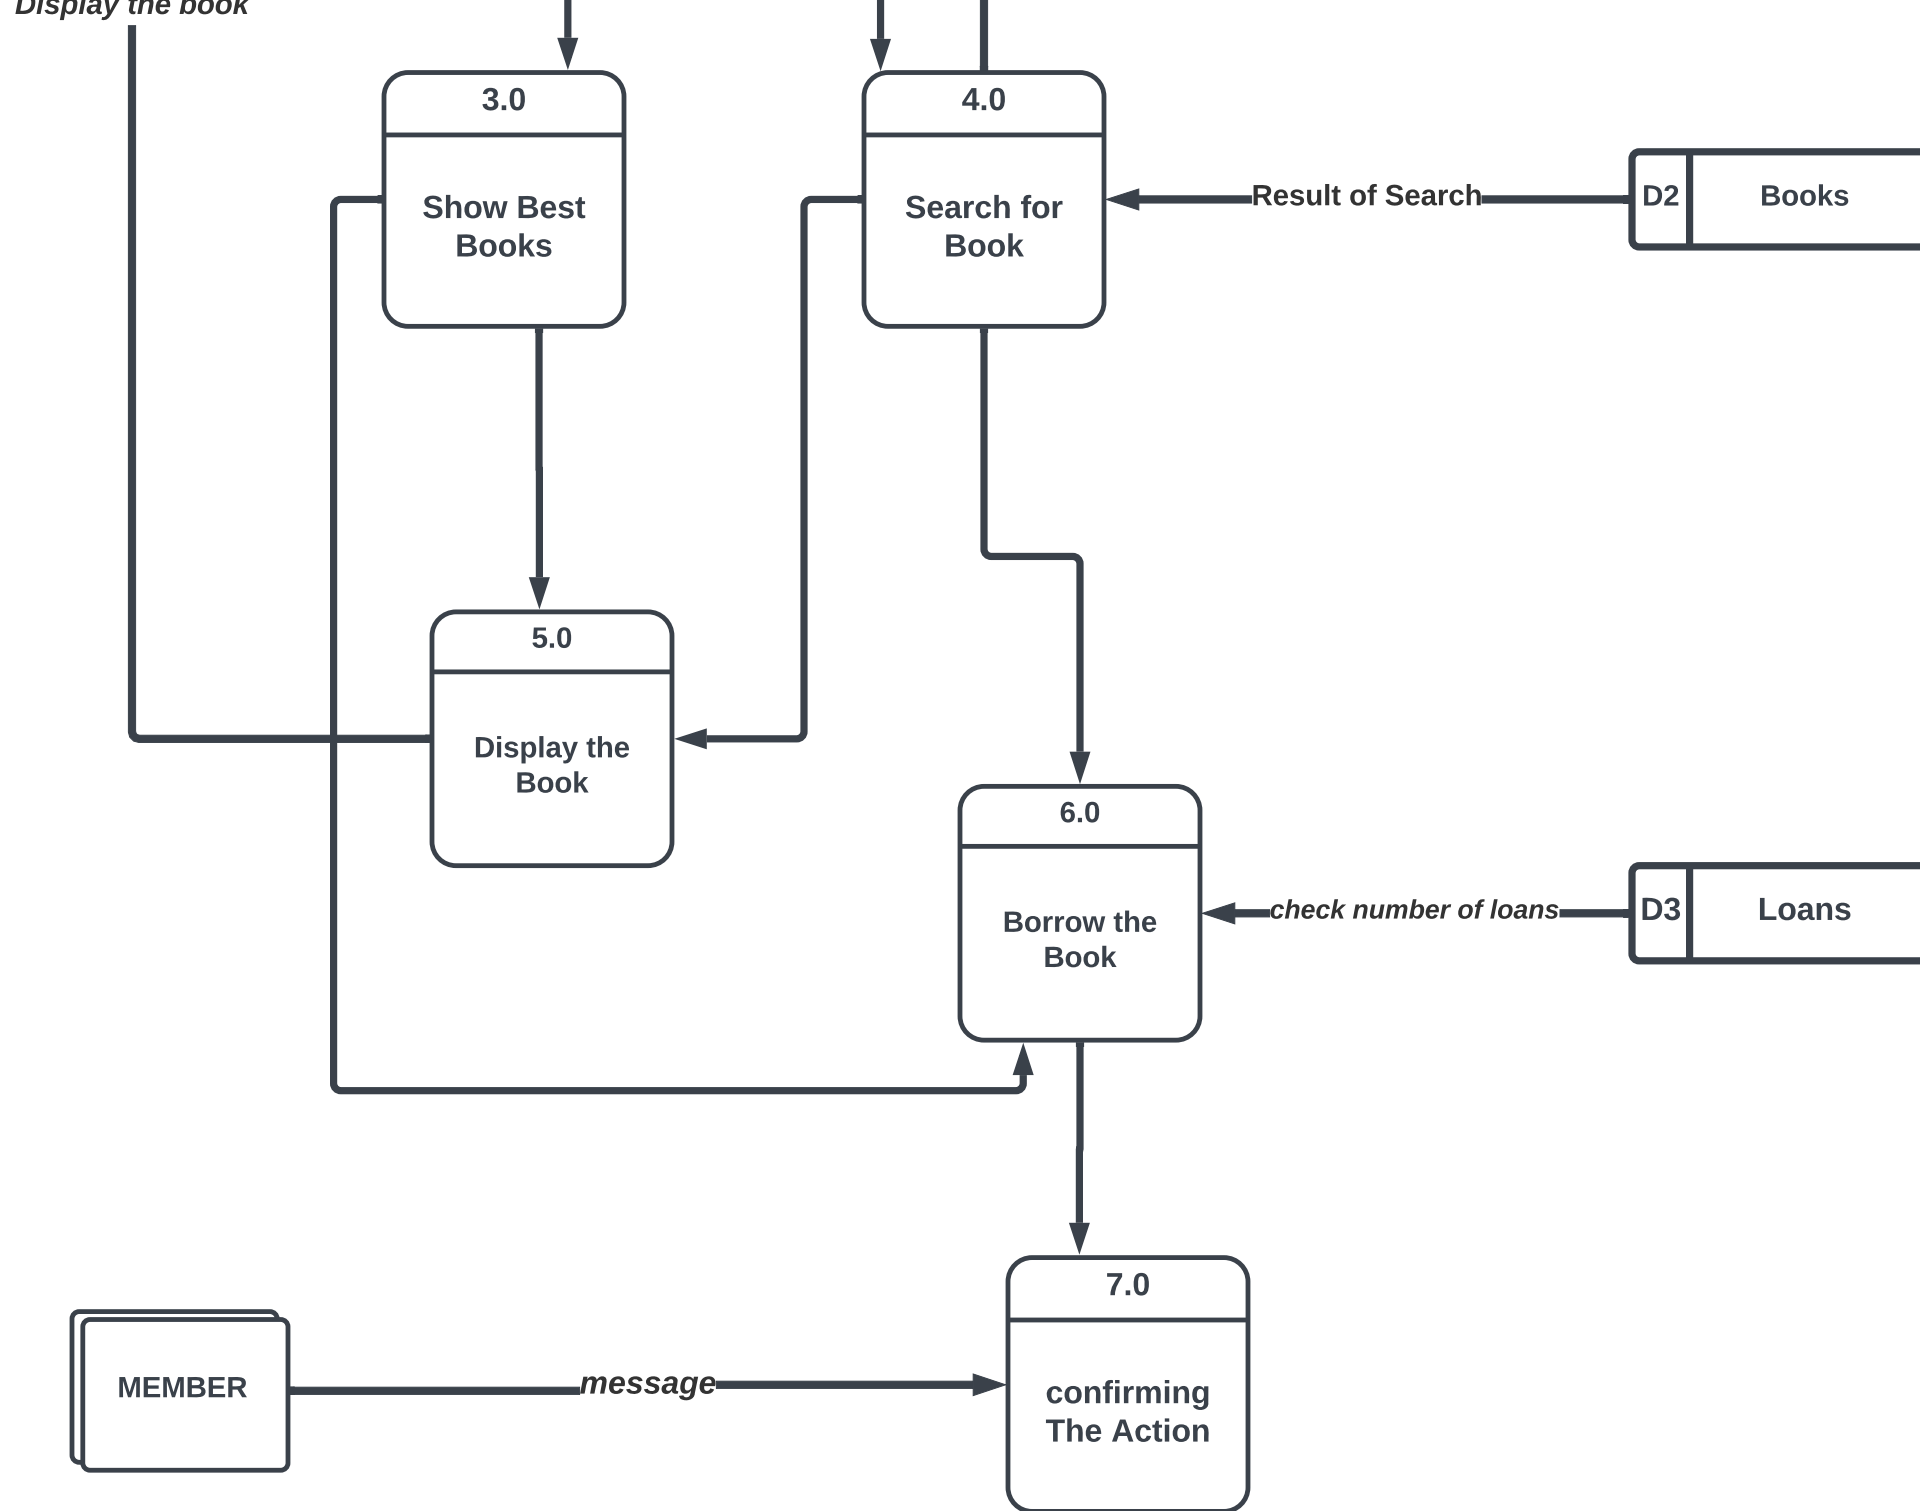 Display the book
3.0
4.0
Show Best
Books
Search for
Book
Result of Search
D2
Books
5.0
Display the
Book
6.0
Borrow the
Book
check number of loans
D3
Loans
7.0
MEMBER
message
confirming
The Action